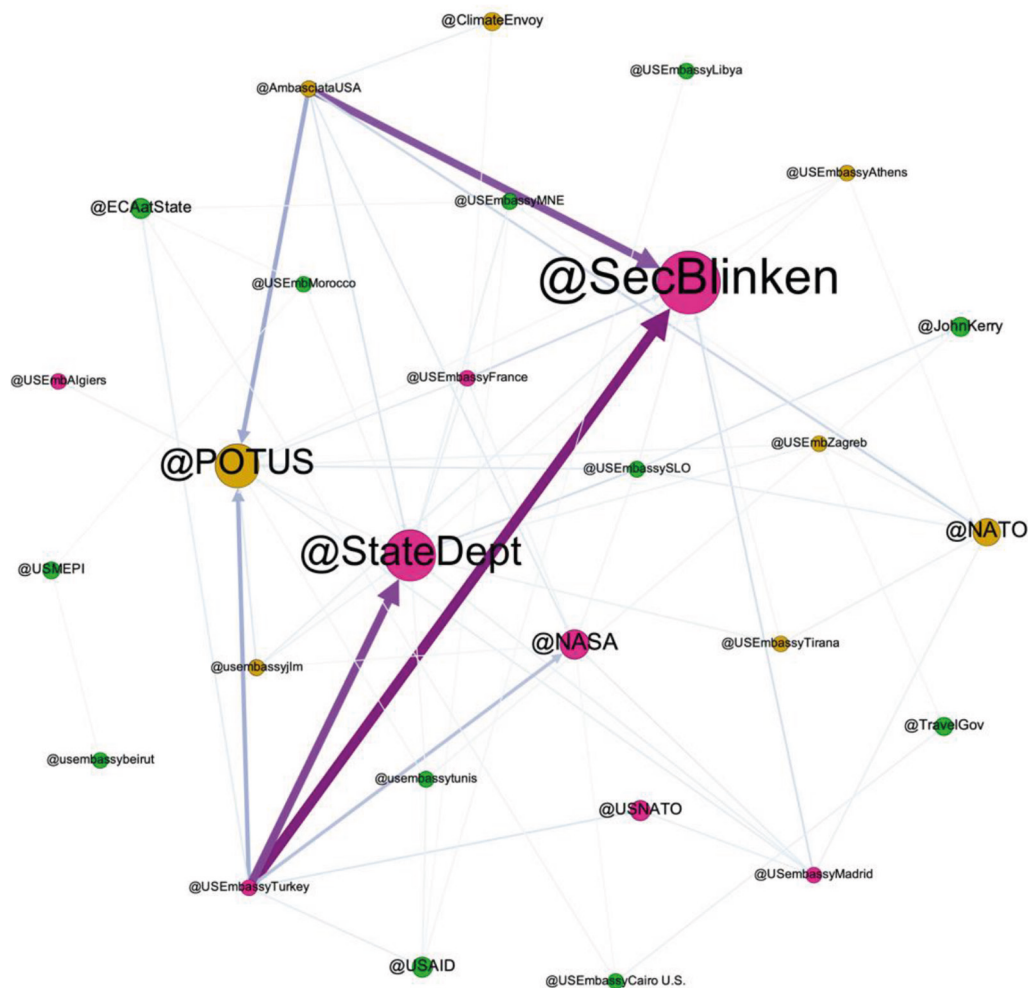 @ClimateEnvoy
@USEmbassyLibya
@AmbasciataUSA
@USEmbassyAthens
@USEmbassyMNE
@ECAatState
@SecBlinken
@USEmbMorocco
@JohnKerry
@USEmbassyFrance
@USEmbAlgiers
@USEmbZagreb
@POTUS
@USEmbassySLO
@NATO
@StateDept
@USMEPI
@NASA
@USEmbassyTirana
@usembassyjlm
@TravelGov
@usembassybeirut
@usembassytunis
@USNATO
@USembassyMadrid
@USEmbassyTurkey
@USAID
@USEmbassyCairo U.S.